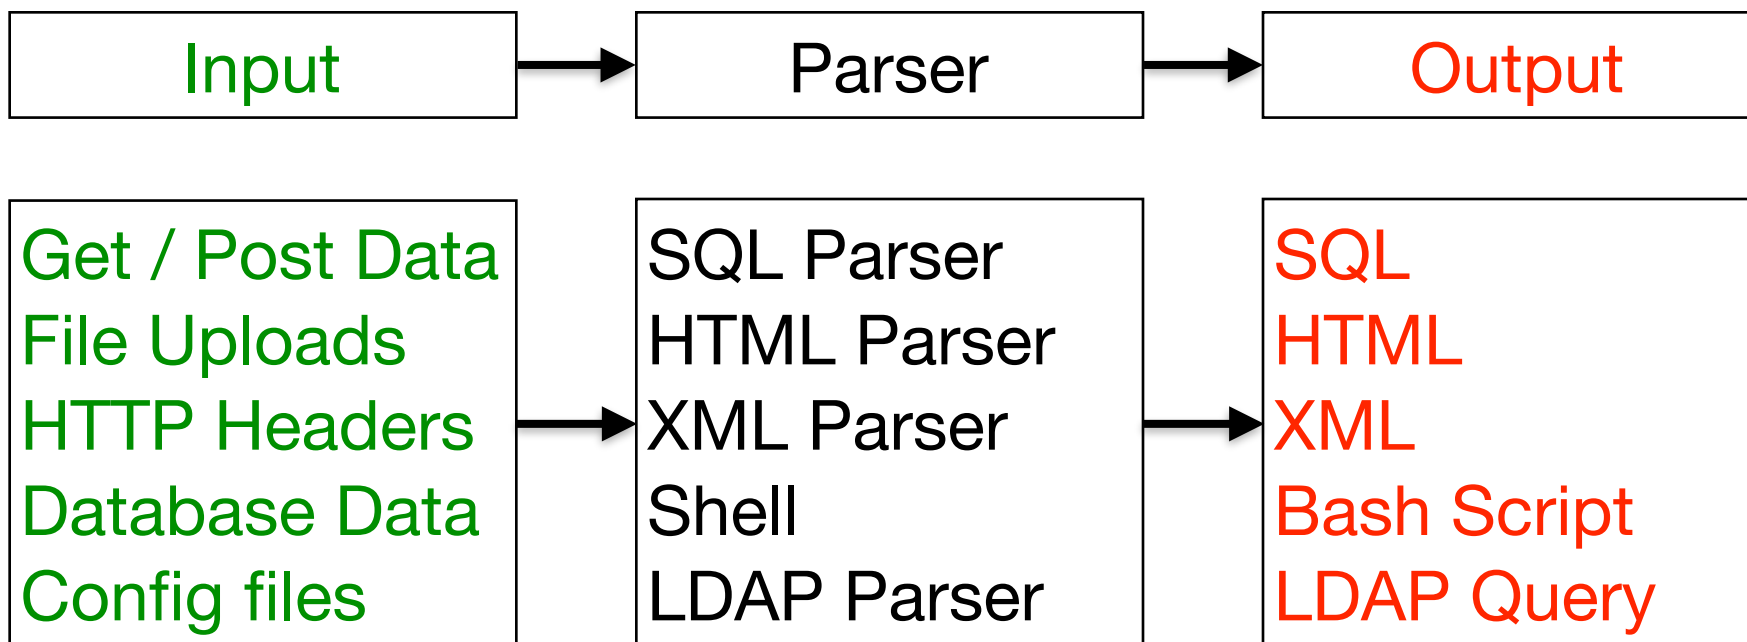 Input
Parser
Output
Get / Post Data
File Uploads
HTTP Headers
Database Data
Config files
SQL Parser
HTML Parser
XML Parser
Shell
LDAP Parser
SQL
HTML
XML
Bash Script
LDAP Query